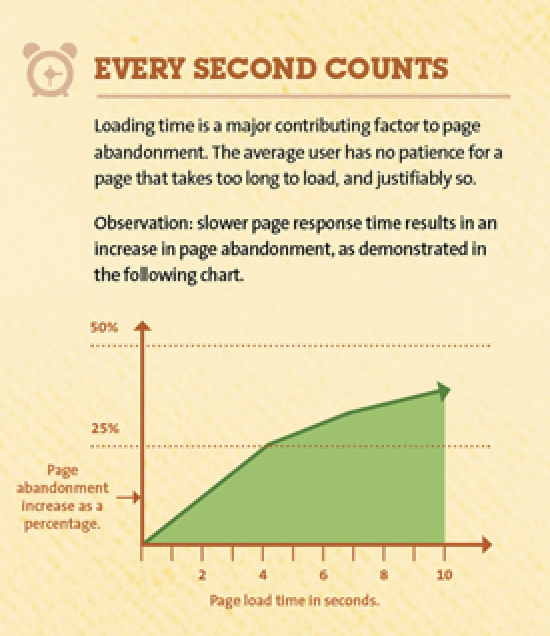 EVERY SECOND COUNTS
Loading time is a major contributing factor to page
abandonment. The average user has no patience for a
page that takes too long to load, and justifiably so.
Observation: slower page response time results in an
increase in page abandonment, as demonstrated in
the following chart.
50%
25%
Page
abandonment
increase as a
percentage.
2 4 6 8 10
Page load time in seconds.